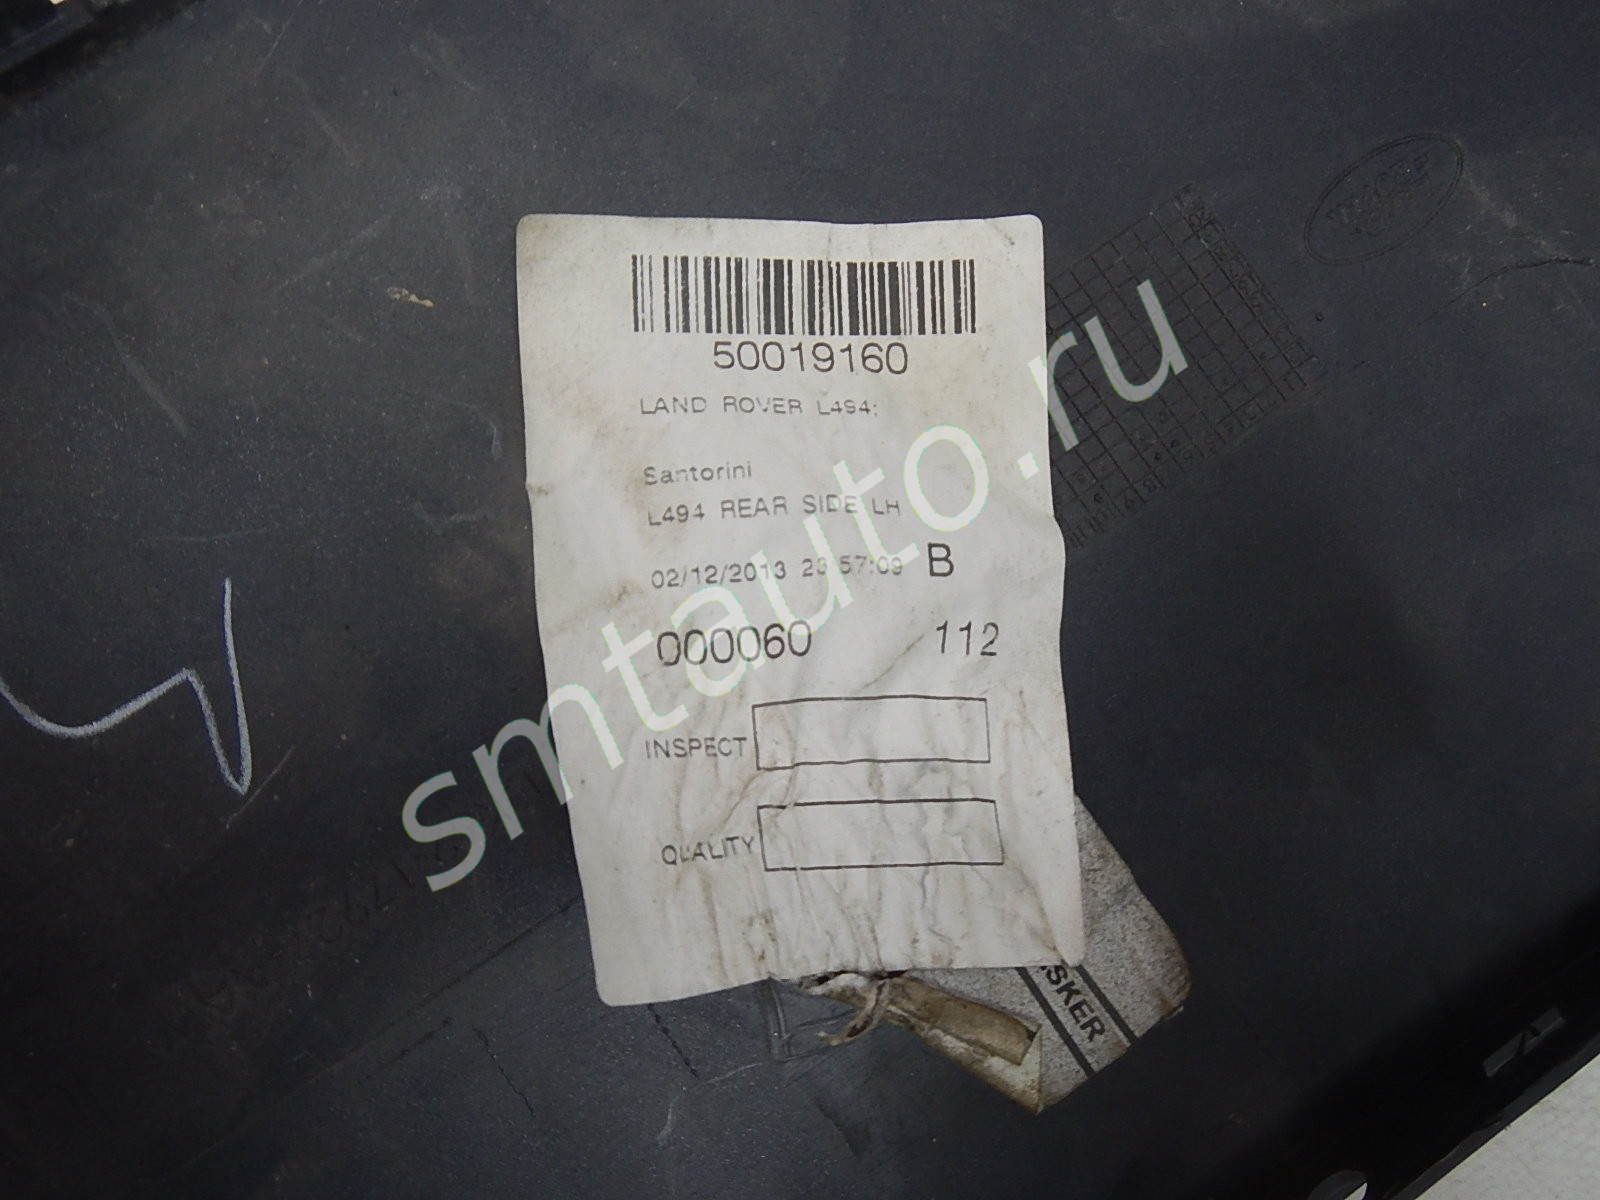 50019160
LAND ROVER L494:
Santorini
L494 REAR SIDE LH
02/12/2013 23:57:09 B
000060 112
INSPECT
QUALITY
SKER
smtauto.ru